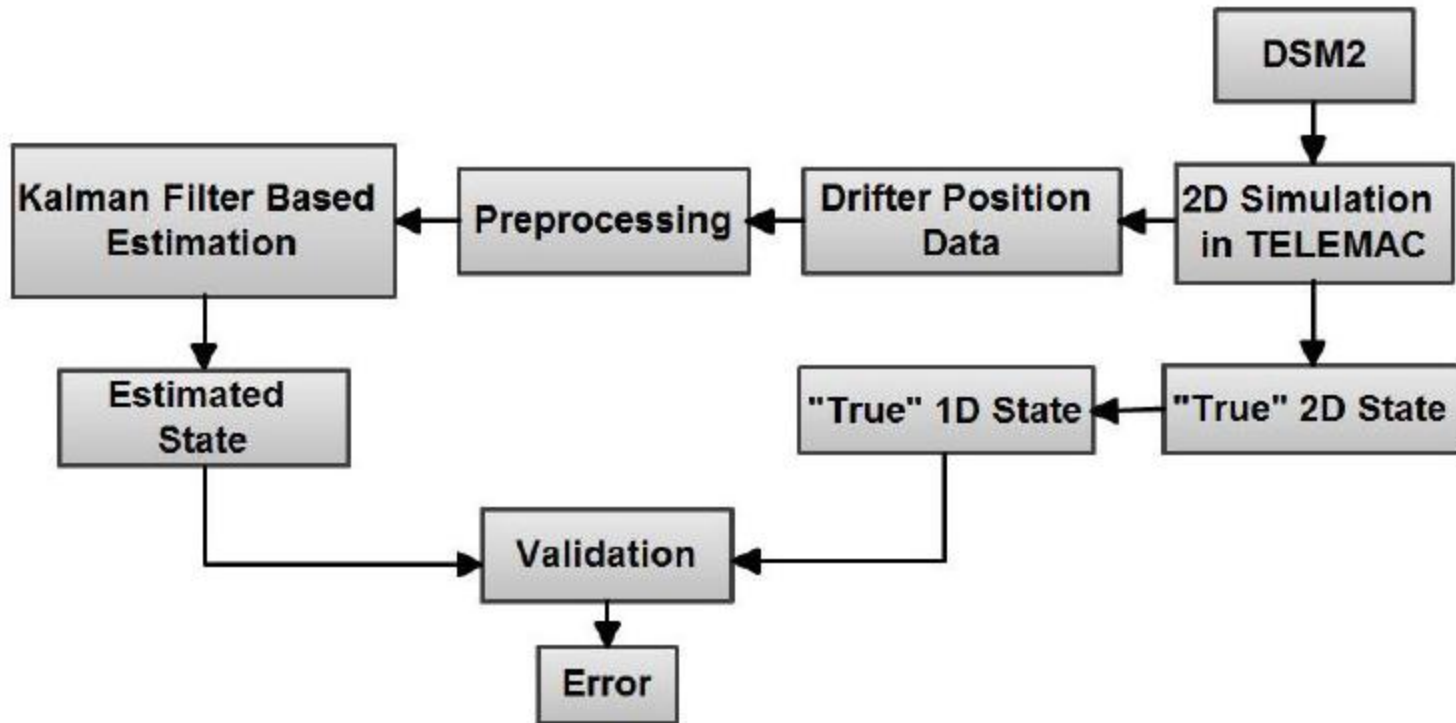 DSM2
Kalman Filter Based
Estimation
Preprocessing
Drifter Position
Data
2D Simulation
in TELEMAC
Estimated
State
"True" 1D State
"True" 2D State
Validation
Error